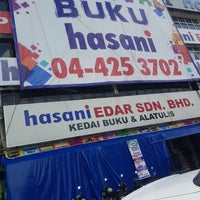 BUKU
hasani
04-425 3702
hasani EDAR SDN. BHD.
KEDAI BUKU & ALATULIS